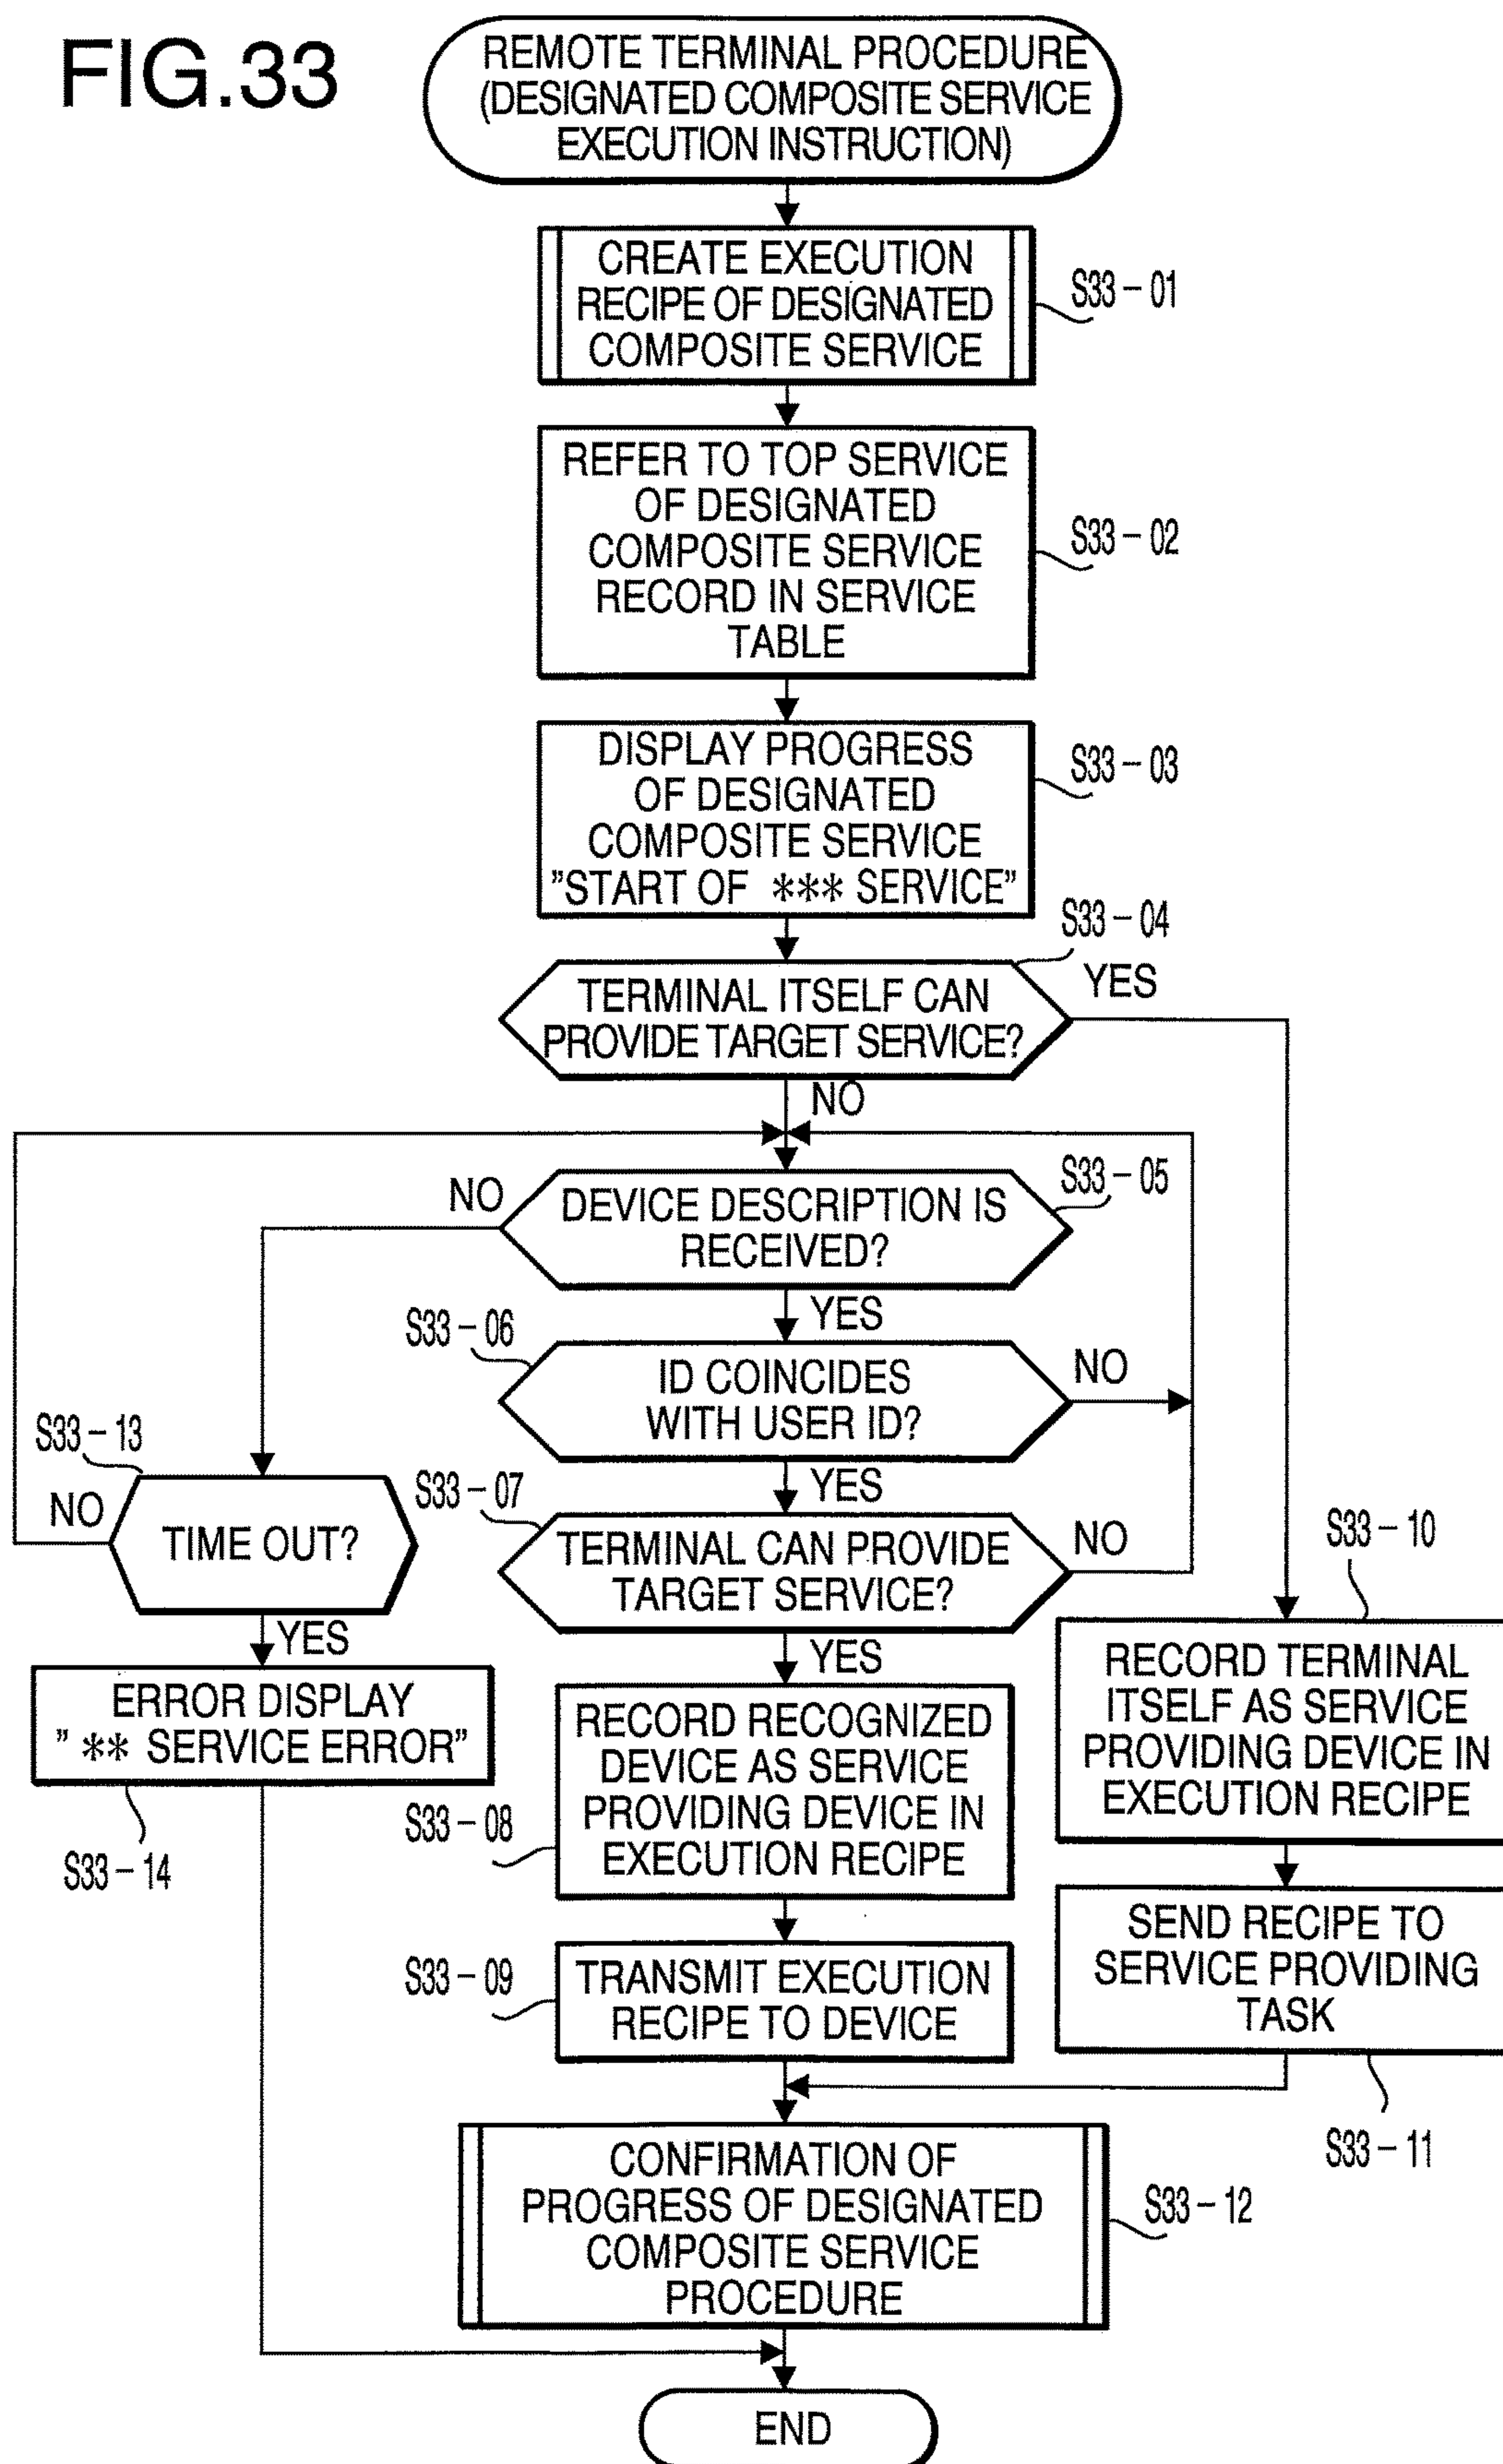 FIG.33
REMOTE TERMINAL PROCEDURE
(DESIGNATED COMPOSITE SERVICE
EXECUTION INSTRUCTION)
CREATE EXECUTION
RECIPE OF DESIGNATED
COMPOSITE SERVICE
S33-01
REFER TO TOP SERVICE
OF DESIGNATED
COMPOSITE SERVICE
RECORD IN SERVICE
TABLE
S33-02
DISPLAY PROGRESS
OF DESIGNATED
COMPOSITE SERVICE
"START OF *** SERVICE"
S33-03
S33-04
TERMINAL ITSELF CAN
PROVIDE TARGET SERVICE?
YES
NO
S33-05
NO
DEVICE DESCRIPTION IS
RECEIVED?
YES
S33-06
ID COINCIDES
WITH USER ID?
NO
YES
S33-13
NO
TIME OUT?
YES
S33-07
TERMINAL CAN PROVIDE
TARGET SERVICE?
NO
YES
S33-10
ERROR DISPLAY
" ** SERVICE ERROR"
S33-14
RECORD RECOGNIZED
DEVICE AS SERVICE
PROVIDING DEVICE IN
EXECUTION RECIPE
S33-08
RECORD TERMINAL
ITSELF AS SERVICE
PROVIDING DEVICE IN
EXECUTION RECIPE
S33-09
TRANSMIT EXECUTION
RECIPE TO DEVICE
SEND RECIPE TO
SERVICE PROVIDING
TASK
S33-11
CONFIRMATION OF
PROGRESS OF DESIGNATED
COMPOSITE SERVICE
PROCEDURE
S33-12
END